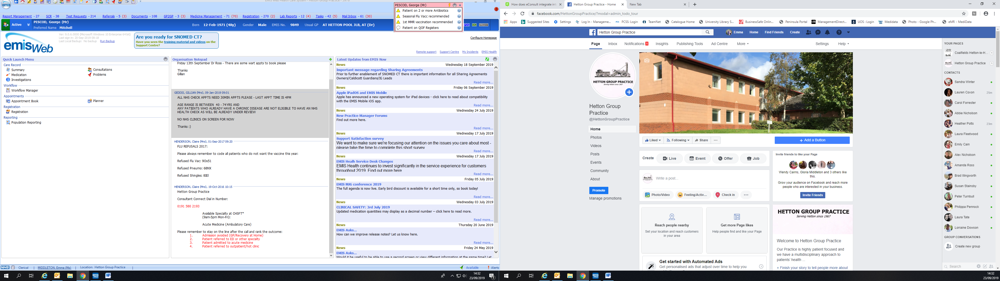 EMIS Web Health Care System - Hetton Group Practice - 5976
Report Management - 27 SCR - 38 Test Requests - 214 Referrals - 5 (3) Documents - 108 GP2GP - 3 (3) Medicine Management - 71 (70) Registration - 270 (2) Lab Reports - 12 (4) Tasks - 42 (5) Mail Inbox - 61 (30)
Active PESCOD, George (Mr) Born 12-Feb-1971 (48y) Gender Male EMIS No. 9849 Usual GP AT HETTON POOL JLB, AT (Dr)
Preferred Name Mitchell
PESCOD, George (Mr)
Patient on 2 or more Antibiotics
Seasonal Flu Vacc recommended
1st MMR vaccination recommended
Patient on QOF Registers
emisWeb
Ver: 9.0.6.0000 (Microsoft Windows 10 Enterprise 64 bit)
Last sign in: 20-Sep-2019 08:18
Last Local Backup: No backup Run Backup
Are you ready for SNOMED CT?
Have you seen the training material and videos on the
Support Centre?
Configure Homepage
Remote support Support Centre My Incidents EMIS Health
Quick Launch Menu
Care Record
Summary Consultations
Medication Problems
Investigations
Workflow
Workflow Manager
Appointments
Appointment Book Planner
Registration
Registration
Reporting
Population Reporting
Organisation Notepad
Friday 13th September Dr Ross - There are some wart appts to book please
Thanks
Gillian
GEDDIS, GILLIAN (Mrs), 09-Jan-2019 09:01
ALL NHS CHECK APPTS NEED 30MIN APPTS PLEASE - LAST APPT TIME IS 4PM
AGE RANGE IS BETWEEN 40 - 74YRS AND
ANY PATIENTS WHO ALREADY HAVE A CHRONIC DISEASE ARE NOT ELIGIBLE TO HAVE AN NHS
HEALTH CHECK AS WILL BE ALREADY UNDER REVIEW
NO NHS CLINICS ON SCREEN FOR NOW
Thanks :)
HENDERSON, Claire (Mrs), 01-Sep-2017 09:20
FLU REFUSALS 2017:
Please always remember to code all patients who do not want the vaccine this year:
Refused Flu Vac: 9Ox51
Refused Pneumo: 68NX
Refused Shingles: 8IEl
HENDERSON, Claire (Mrs), 19-Oct-2016 10:15
Hetton Group Practice
Consultant Connect Dial in Number:
0191 580 2193
Available Specialty at CHSFT*
(9am-5pm Mon-Fri):
Acute Medicine (Ambulatory Care)
Please remember to stay on the line after the call and rank the outcome:
1. Admission avoided (GP/Recovery at Home)
2. Patient referred to ED or other specialty
3. Patient admitted to acute medicine
4. Patient referred to outpatient/hot clinic
Latest Updates from EMIS Now
News Wednesday 18 September 2019
Important message regarding Sharing Agreements
Prior to further enablement of SNOMED CT there is important information for all Sharing Agreements
Owners/Caldicott Guardians/IG Leads
Read more...
News Friday 06 September 2019
Apple iPadOS and EMIS Mobile
Apple has announced a new operating system for iPad devices - click here to read about compatibility
with the EMIS Mobile iOS app.
Read more...
News Wednesday 24 July 2019
New Practice Manager Forums
Find out more here.
Read more...
News Wednesday 17 July 2019
Support Satisfaction survey
We want to make sure we're focusing our attention on the issues you care about most -
please take the time to complete this short survey
Read more...
News Wednesday 17 July 2019
EMIS Healh Service Desk Changes
EMIS Health continues to invest significantly in the service experience for customers
throughout 2019. Find out more here
Read more...
News Friday 05 July 2019
EMIS NUG conference 2019
The full agenda is now live. Early bird discount is available for a short time only, so book today!
Read more...
News Wednesday 03 July 2019
CLINICAL SAFETY: 3rd July 2019
Updated medication quantities may display as a decimal number – click here to read more.
Read more...
News Thursday 20 June 2019
EMIS Asks...
How can we improve release notes? Let us know here.
Read more...
News Friday 24 May 2019
EMIS Asks...
Would it be useful to be able to use a second screen or view different information at the same time? Let
NHS Clerical MIDDLETON, Emma (Ms) Location: Hetton Group Practice Available Alerts
14:32
23/09/2019
How does eConsult integrate int Hetton Group Practice - Home New Tab
facebook.com/HettonGroupPractice/?modal=admin_todo_tour
Apps Suggested Sites Settings Log In - Manageme... PCSS: Login TeamNet Catalogue Home University Library S... BusinessSafe Onlin... Peninsula Portal ManagementDirect... UOS : Login Medidata Photo - Google Ph... eMR - MediData
Hetton Group Practice Emma Home Find Friends Create
Page Inbox Notifications 1 Insights Publishing Tools Ad Centre More Settings Help
HETTON GROUP PRACTICE
Serving Hetton since 1967
Hetton Group
Practice
@HettonGroupPractice
Home
Photos
Videos
Posts
Events
Community
About
Promote
Manage promotions
Liked Following Share + Add a Button
Create Live Event Offer Job
Write a post...
Photo/Video Feeling/Activ... Check in
Reach people nearby
Set your location and reach customers
in your area
Get more Page likes
Help people find and like your Page
Get started with Automated Ads
Get personalised ads that adjust over time to help you
Invite friends to like your Page
Wendy Cairns, Gloria Middleton and 3 others like
this.
Grow your audience on Facebook and reach more
people who are interested in your business.
Invite Friends
HETTON GROUP PRACTICE
Serving Hetton since 1967
Welcome to Hetton Group Practice
Our Practice is highly patient focused and
we have a multidisciplinary approach to
patients' health ...
+ Finish your story to tell people more about
YOUR PAGES
Coalfields Hetton-le-H... 1
Hetton Group Practice 1
CONTACTS
Sandra Winter
Lauren Coxon 25m
Carol Forrester
Abbie Nicholson
Heather Potts 23m
Laura Fleetwood
Emily Cain
Alex Nicholson
Amanda Ross
Brad Illingworth
Susan Stainsby
Peter Turnbull
Philippa Pennock
Laura Tate
Lorraine Dowson
GROUP CONVERSATIONS
Create new group
Search
14:32
23/09/2019